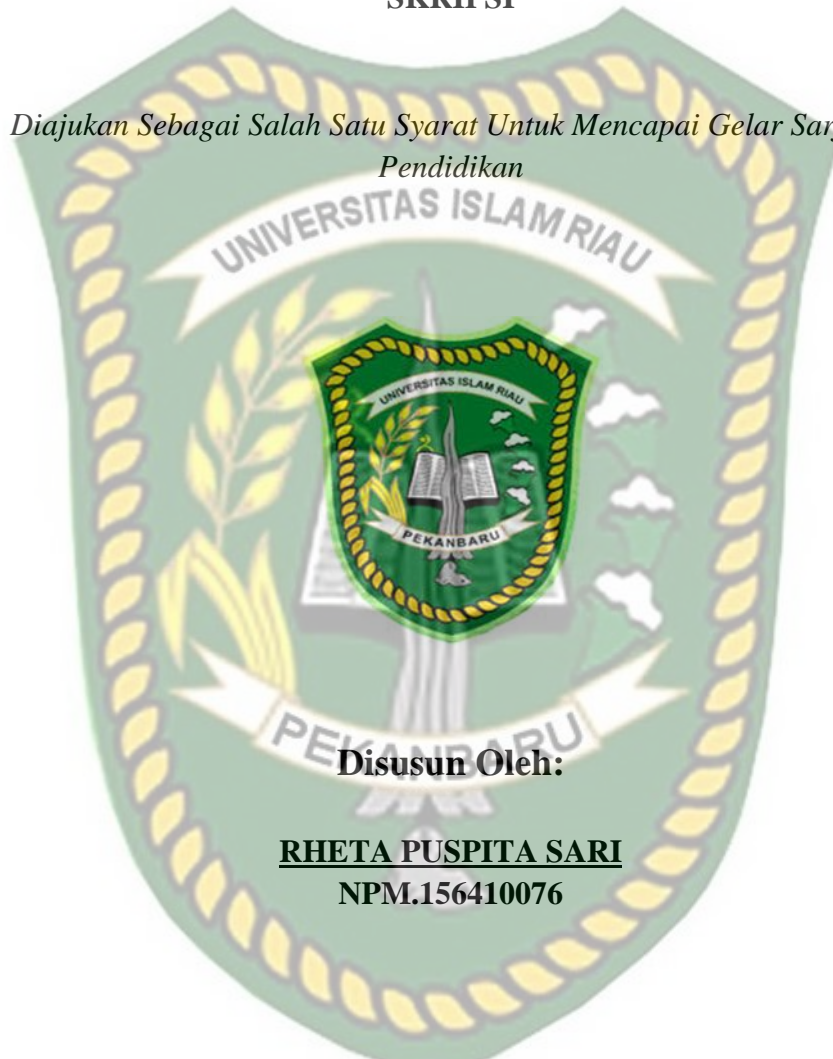 SKRIPSI
Diajukan Sebagai Salah Satu Syarat Untuk Mencapai Gelar
Pendidikan
UNIVERSITAS ISLAM RIAU
UNIVERSITAS ISLAM RIAU
PEKANBARU
PEKANBARU
Disusun Oleh:
RHETA PUSPITA SARI
NPM.156410076